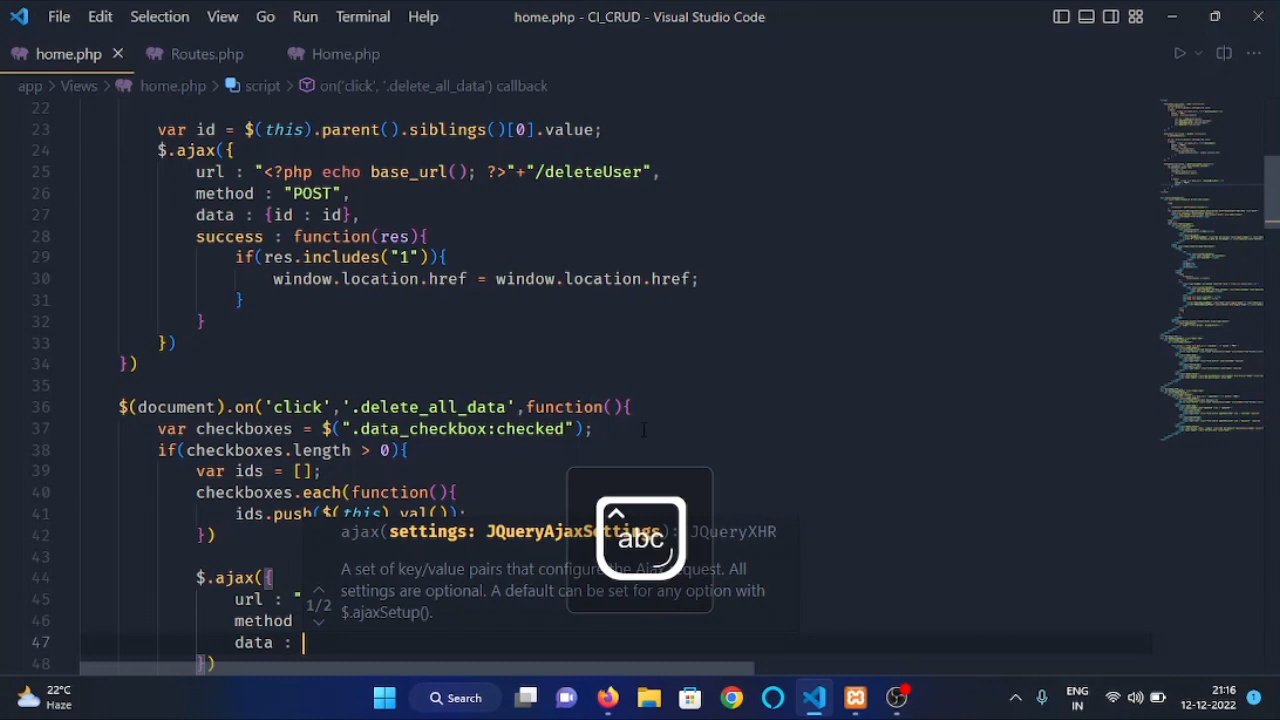 File Edit Selection View Go Run Terminal Help home.php - CI_CRUD - Visual Studio Code
home.php Routes.php Home.php
app > Views > home.php > script > on('click', '.delete_all_data') callback
22
23 var id = $(this).parent().siblings()[0].value;
24 $.ajax({
25 url : "<?php echo base_url(); ?>"+"/deleteUser",
26 method : "POST",
27 data : {id : id},
28 success : function(res){
29 if(res.includes("1")){
30 window.location.href = window.location.href;
31 }
32 }
33 })
34 })
35
36 $(document).on('click','.delete_all_data',function(){
37 var checkboxes = $(".data_checkbox:checked");
38 if(checkboxes.length > 0){
39 var ids = [];
40 checkboxes.each(function(){
41 ids.push($(this).val());
42 })
43
44 $.ajax({
45 url : "
46 method
47 data :
48 })
ajax(settings: JQueryAjaxSettings): JQueryXHR
A set of key/value pairs that configure the Ajax request. All
1/2 settings are optional. A default can be set for any option with
$.ajaxSetup().
abc
22°C
Haze
Search
ENG
IN
21:16
12-12-2022
1